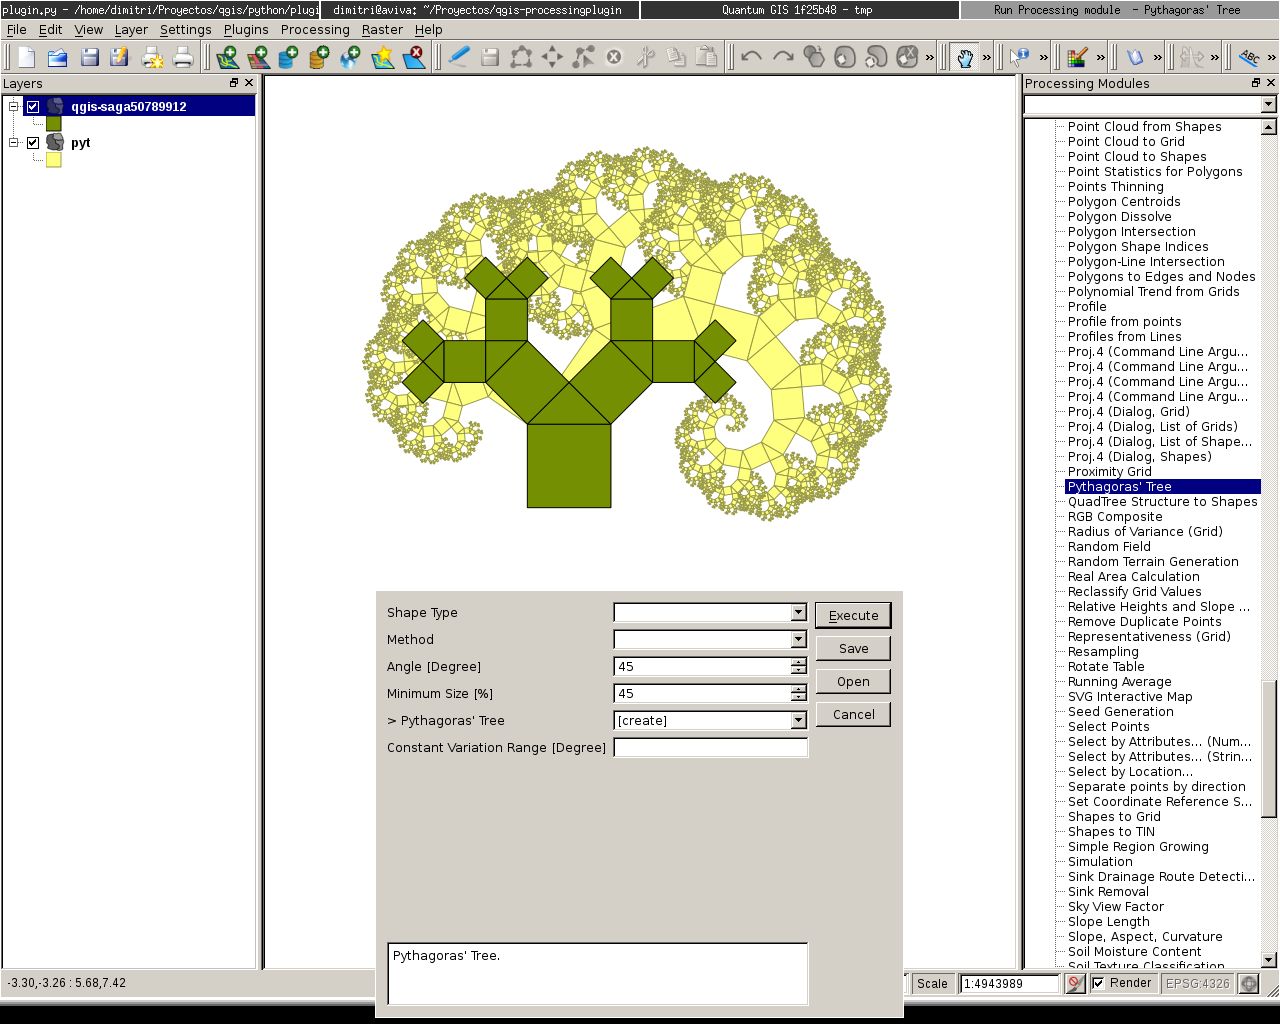 plugin.py - /home/dimitri/Proyectos/qgis/python/plugi
dimitri@aviva: ~/Proyectos/qgis-processingplugin
Quantum GIS 1f25b48 - tmp
Run Processing module - Pythagoras' Tree
File Edit View Layer Settings Plugins Processing Raster Help
Layers
qgis-saga50789912
pyt
Processing Modules
Point Cloud from Shapes
Point Cloud to Grid
Point Cloud to Shapes
Point Statistics for Polygons
Points Thinning
Polygon Centroids
Polygon Dissolve
Polygon Intersection
Polygon Shape Indices
Polygon-Line Intersection
Polygons to Edges and Nodes
Polynomial Trend from Grids
Profile
Profile from points
Profiles from Lines
Proj.4 (Command Line Argu...
Proj.4 (Command Line Argu...
Proj.4 (Command Line Argu...
Proj.4 (Command Line Argu...
Proj.4 (Dialog, Grid)
Proj.4 (Dialog, List of Grids)
Proj.4 (Dialog, List of Shape...
Proj.4 (Dialog, Shapes)
Proximity Grid
Pythagoras' Tree
QuadTree Structure to Shapes
RGB Composite
Radius of Variance (Grid)
Random Field
Random Terrain Generation
Real Area Calculation
Reclassify Grid Values
Relative Heights and Slope ...
Remove Duplicate Points
Representativeness (Grid)
Resampling
Rotate Table
Running Average
SVG Interactive Map
Seed Generation
Select Points
Select by Attributes... (Num...
Select by Attributes... (Strin...
Select by Location...
Separate points by direction
Set Coordinate Reference S...
Shapes to Grid
Shapes to TIN
Simple Region Growing
Simulation
Sink Drainage Route Detecti...
Sink Removal
Sky View Factor
Slope Length
Slope, Aspect, Curvature
Soil Moisture Content
Soil Texture Classification
Shape Type
Method
Angle [Degree] 45
Minimum Size [%] 45
> Pythagoras' Tree [create]
Constant Variation Range [Degree]
Execute
Save
Open
Cancel
Pythagoras' Tree.
-3.30,-3.26 : 5.68,7.42
Scale 1:4943989 Render EPSG:4326
ABC